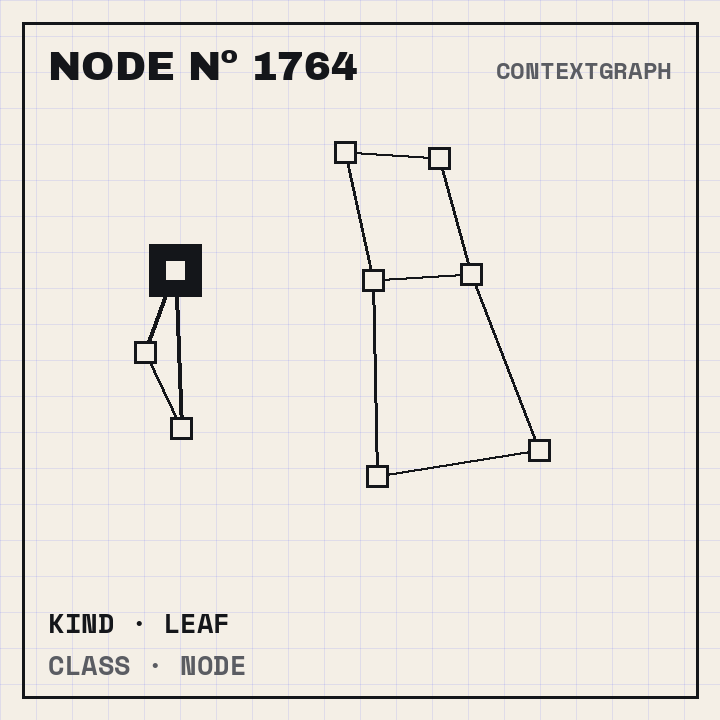 NODE Nº 1764
CONTEXTGRAPH
KIND · LEAF
CLASS · NODE